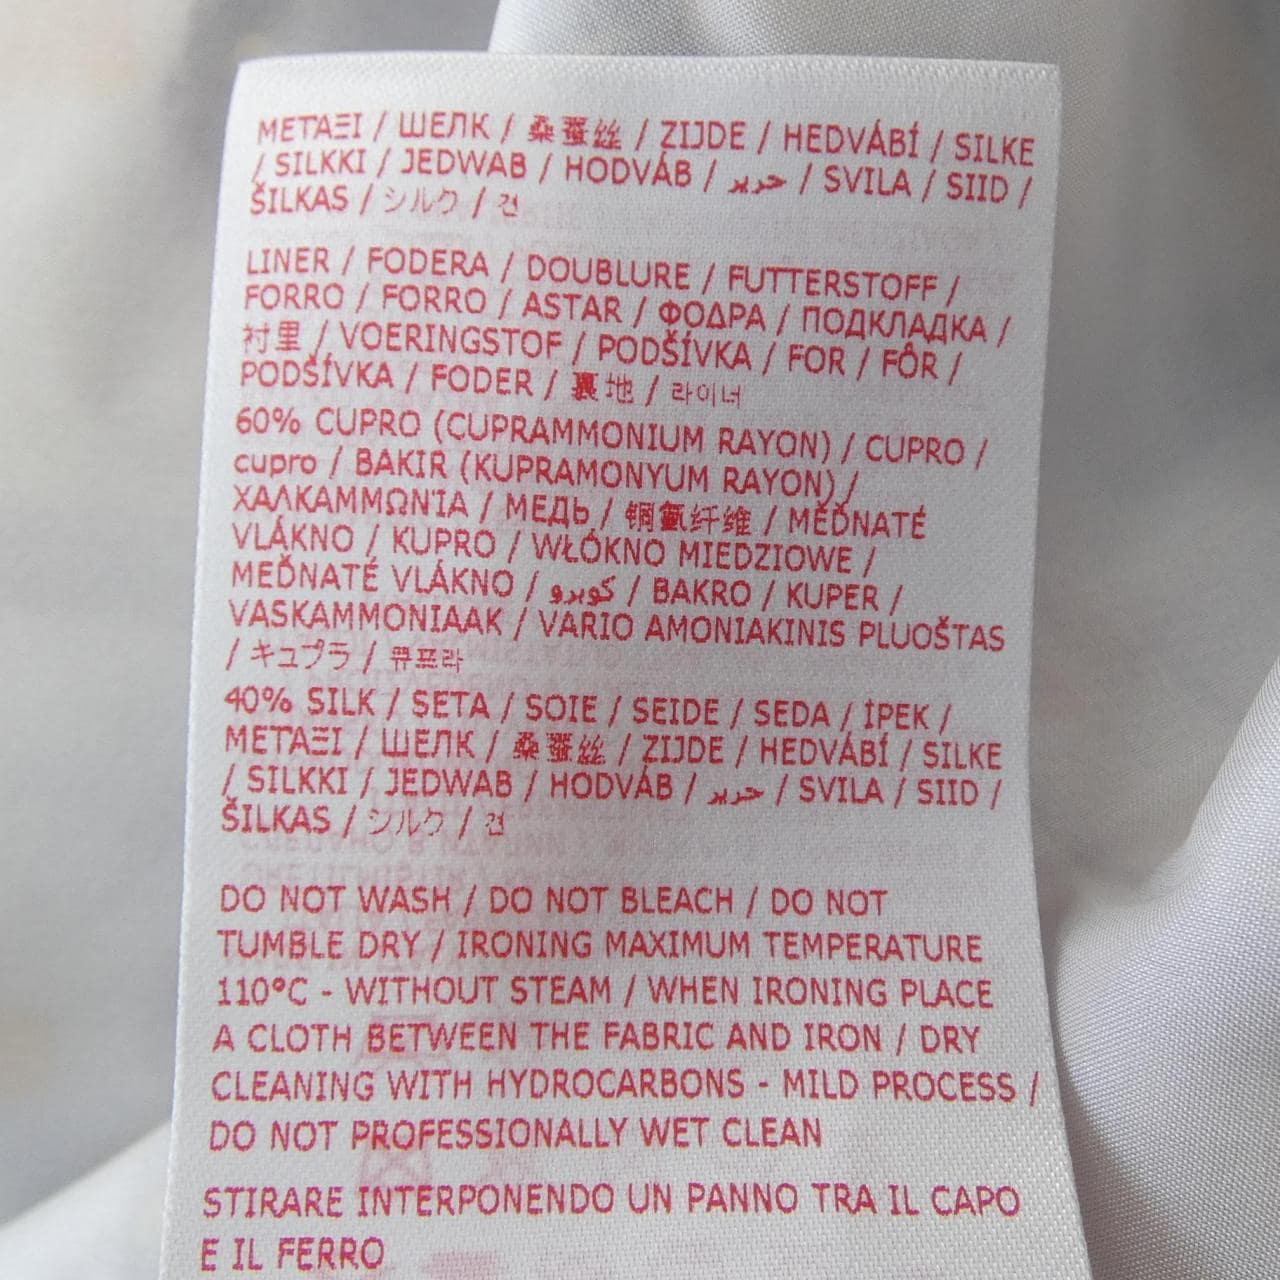 ΜΕΤΑΞΙ / ШЕЛК / 桑蚕丝 / ZIJDE / HEDVÁBÍ / SILKE
/ SILKKI / JEDWAB / HODVÁB / حرير / SVILA / SIID /
ŠILKAS / シルク / 견
LINER / FODERA / DOUBLURE / FUTTERSTOFF /
FORRO / FORRO / ASTAR / ΦΟΔΡΑ / ПОДКЛАДКА /
衬里 / VOERINGSTOF / PODŠÍVKA / FOR / FÔR /
PODŠÍVKA / FODER / 裏地 / 라이너
60% CUPRO (CUPRAMMONIUM RAYON) / CUPRO /
cupro / BAKIR (KUPRAMONYUM RAYON) /
ΧΑΛΚΑΜΜΩΝΊΑ / МЕДЬ / 铜氨纤维 / MĚĎNATÉ
VLÁKNO / KUPRO / WŁÓKNO MIEDZIOWE /
MEĎNATÉ VLÁKNO / كوبرو / BAKRO / KUPER /
VASKAMMONIAAK / VARIO AMONIAKINIS PLUOŠTAS
/ キュプラ / 큐프라
40% SILK / SETA / SOIE / SEIDE / SEDA / İPEK /
ΜΕΤΑΞΙ / ШЕЛК / 桑蚕丝 / ZIJDE / HEDVÁBÍ / SILKE
/ SILKKI / JEDWAB / HODVÁB / حرير / SVILA / SIID /
ŠILKAS / シルク / 견
DO NOT WASH / DO NOT BLEACH / DO NOT
TUMBLE DRY / IRONING MAXIMUM TEMPERATURE
110°C - WITHOUT STEAM / WHEN IRONING PLACE
A CLOTH BETWEEN THE FABRIC AND IRON / DRY
CLEANING WITH HYDROCARBONS - MILD PROCESS /
DO NOT PROFESSIONALLY WET CLEAN
STIRARE INTERPONENDO UN PANNO TRA IL CAPO
E IL FERRO